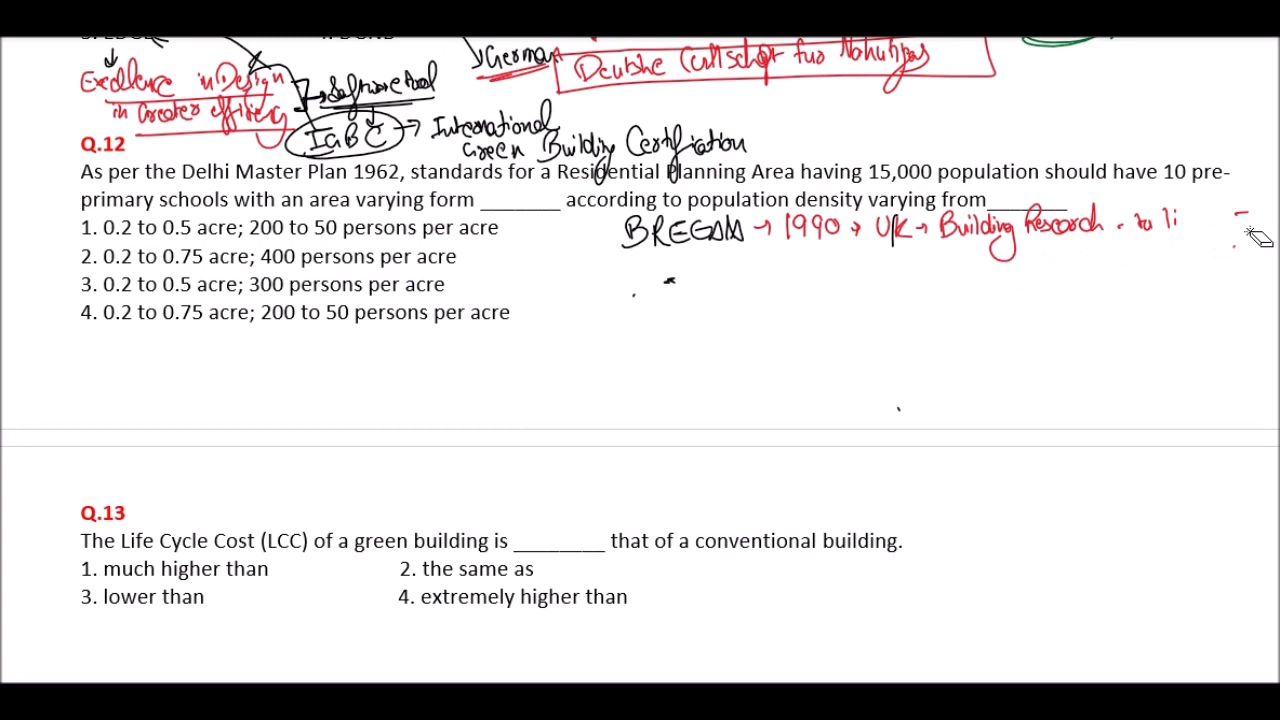 German
Excellence in Design
Software tool
in Greater efficiency
IGBC → International
Green Building Certification
Q.12
As per the Delhi Master Plan 1962, standards for a Residential Planning Area having 15,000 population should have 10 pre-
primary schools with an area varying form _______ according to population density varying from_______
1. 0.2 to 0.5 acre; 200 to 50 persons per acre
BREEAM → 1990 → UK → Building Research
2. 0.2 to 0.75 acre; 400 persons per acre
3. 0.2 to 0.5 acre; 300 persons per acre
4. 0.2 to 0.75 acre; 200 to 50 persons per acre
Q.13
The Life Cycle Cost (LCC) of a green building is ________ that of a conventional building.
1. much higher than 2. the same as
3. lower than 4. extremely higher than